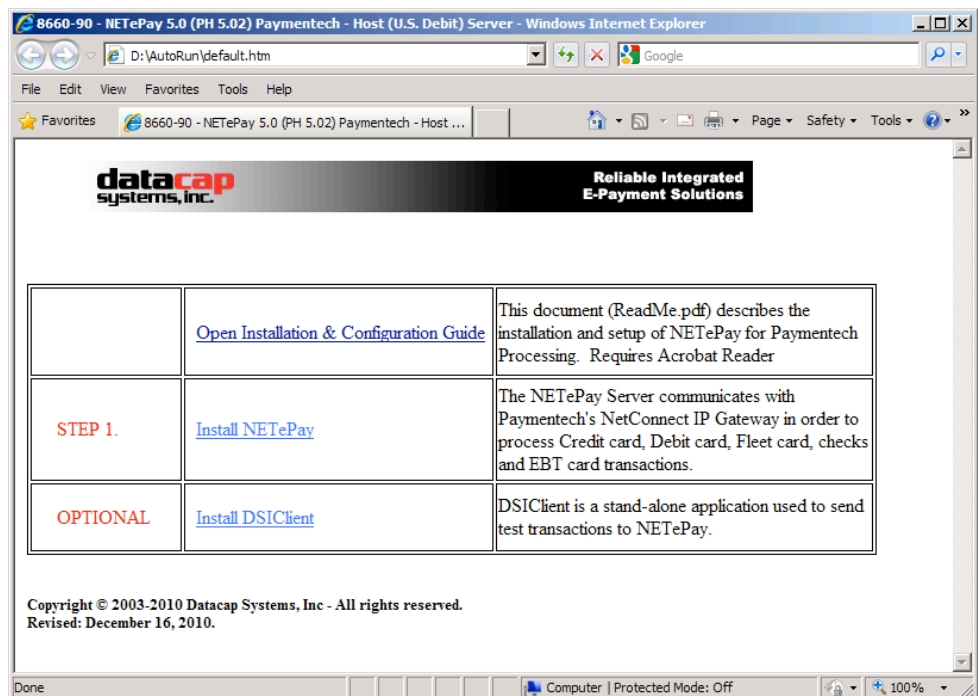 8660-90 - NETePay 5.0 (PH 5.02) Paymentech - Host (U.S. Debit) Server - Windows Internet Explorer
D:\AutoRun\default.htm
Google
File Edit View Favorites Tools Help
Favorites
8660-90 - NETePay 5.0 (PH 5.02) Paymentech - Host ...
Page
Safety
Tools
datacap
systems, inc.
Reliable Integrated
E-Payment Solutions
Open Installation & Configuration Guide
This document (ReadMe.pdf) describes the
installation and setup of NETePay for Paymentech
Processing. Requires Acrobat Reader
STEP 1.
Install NETePay
The NETePay Server communicates with
Paymentech's NetConnect IP Gateway in order to
process Credit card, Debit card, Fleet card, checks
and EBT card transactions.
OPTIONAL
Install DSIClient
DSIClient is a stand-alone application used to send
test transactions to NETePay.
Copyright © 2003-2010 Datacap Systems, Inc - All rights reserved.
Revised: December 16, 2010.
Done
Computer | Protected Mode: Off
100%